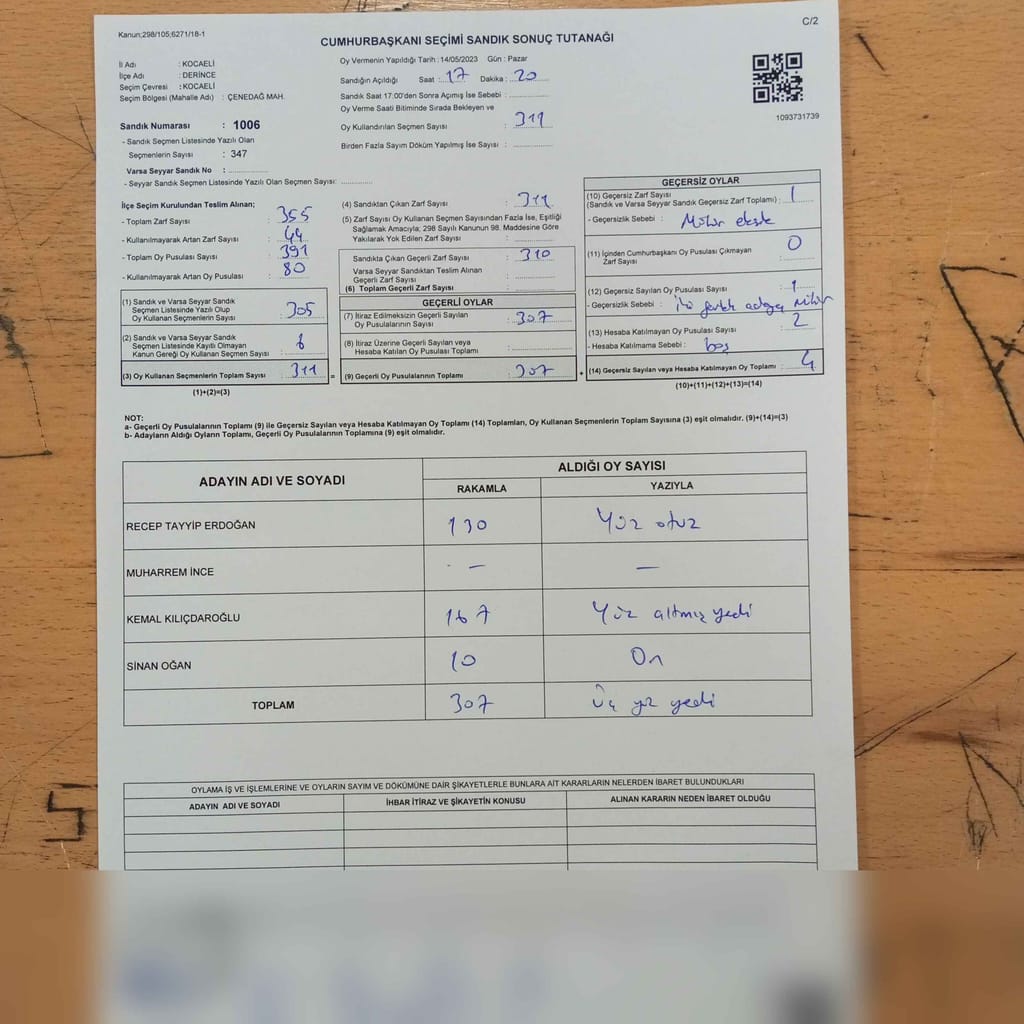 Kanun;298/105;6271/18-1
C/2
CUMHURBAŞKANI SEÇİMİ SANDIK SONUÇ TUTANAĞI
İl Adı : KOCAELİ
İlçe Adı : DERİNCE
Seçim Çevresi : KOCAELİ
Seçim Bölgesi (Mahalle Adı) : ÇENEDAĞ MAH.
Sandık Numarası : 1006
- Sandık Seçmen Listesinde Yazılı Olan
Seçmenlerin Sayısı : 347
Varsa Seyyar Sandık No :
- Seyyar Sandık Seçmen Listesinde Yazılı Olan Seçmen Sayısı:
Oy Vermenin Yapıldığı Tarih : 14/05/2023 Gün : Pazar
Sandığın Açıldığı Saat : 17 Dakika : 20
Sandık Saat 17:00'den Sonra Açımış İse Sebebi :
Oy Verme Saati Bitiminde Sırada Bekleyen ve
Oy Kullandırılan Seçmen Sayısı : 311
Birden Fazla Sayım Döküm Yapılmış İse Sayısı :
1093731739
İlçe Seçim Kurulundan Teslim Alınan;
- Toplam Zarf Sayısı : 355
- Kullanılmayarak Artan Zarf Sayısı : 44
- Toplam Oy Pusulası Sayısı : 391
- Kullanılmayarak Artan Oy Pusulası : 80
(1) Sandık ve Varsa Seyyar Sandık
Seçmen Listesinde Yazılı Olup
Oy Kullanan Seçmenlerin Sayısı : 305
(2) Sandık ve Varsa Seyyar Sandık
Seçmen Listesinde Kayıtlı Olmayan
Kanun Gereği Oy Kullanan Seçmen Sayısı : 6
(3) Oy Kullanan Seçmenlerin Toplam Sayısı : 311 =
(1)+(2)=(3)
(4) Sandıktan Çıkan Zarf Sayısı : 311
(5) Zarf Sayısı Oy Kullanan Seçmen Sayısından Fazla İse, Eşitliği
Sağlamak Amacıyla; 298 Sayılı Kanunun 98. Maddesine Göre
Yakılarak Yok Edilen Zarf Sayısı :
Sandıkta Çıkan Geçerli Zarf Sayısı : 310
Varsa Seyyar Sandıktan Teslim Alınan
Geçerli Zarf Sayısı :
(6) Toplam Geçerli Zarf Sayısı :
GEÇERLİ OYLAR
(7) İtiraz Edilmeksizin Geçerli Sayılan
Oy Pusulasının Sayısı : 307
(8) İtiraz Üzerine Geçerli Sayılan veya
Hesaba Katılan Oy Pusulası Toplamı :
(9) Geçerli Oy Pusulalarının Toplamı : 307 +
GEÇERSİZ OYLAR
(10) Geçersiz Zarf Sayısı
(Sandık ve Varsa Seyyar Sandık Geçersiz Zarf Toplamı) : 1
- Geçersizlik Sebebi : Mühür
(11) İçinden Cumhurbaşkanı Oy Pusulası Çıkmayan
Zarf Sayısı : 0
(12) Geçersiz Sayılan Oy Pusulası Sayısı : 1
- Geçersizlik Sebebi : iki farklı adaya mühür
(13) Hesaba Katılmayan Oy Pusulası Sayısı : 2
- Hesaba Katılmama Sebebi : boş
(14) Geçersiz Sayılan veya Hesaba Katılmayan Oy Toplamı : 4
(10)+(11)+(12)+(13)=(14)
NOT:
a- Geçerli Oy Pusulalarının Toplamı (9) ile Geçersiz Sayılan veya Hesaba Katılmayan Oy Toplamı (14) Toplamları, Oy Kullanan Seçmenlerin Toplam Sayısına (3) eşit olmalıdır. (9)+(14)=(3)
b- Adayların Aldığı Oyların Toplamı, Geçerli Oy Pusulalarının Toplamına (9) eşit olmalıdır.
ADAYIN ADI VE SOYADI ALDIĞI OY SAYISI
RAKAMLA YAZIYLA
RECEP TAYYİP ERDOĞAN 130 Yüz otuz
MUHARREM İNCE - —
KEMAL KILIÇDAROĞLU 167 Yüz altmış yedi
SİNAN OĞAN 10 On
TOPLAM 307 Üç yüz yedi
OYLAMA İŞ VE İŞLEMLERİNE VE OYLARIN SAYIM VE DÖKÜMÜNE DAİR ŞİKAYETLERLE BUNLARA AİT KARARLARIN NELERDEN İBARET BULUNDUKLARI
ADAYIN ADI VE SOYADI İHBAR İTİRAZ VE ŞİKAYETİN KONUSU ALINAN KARARIN NEDEN İBARET OLDUĞU